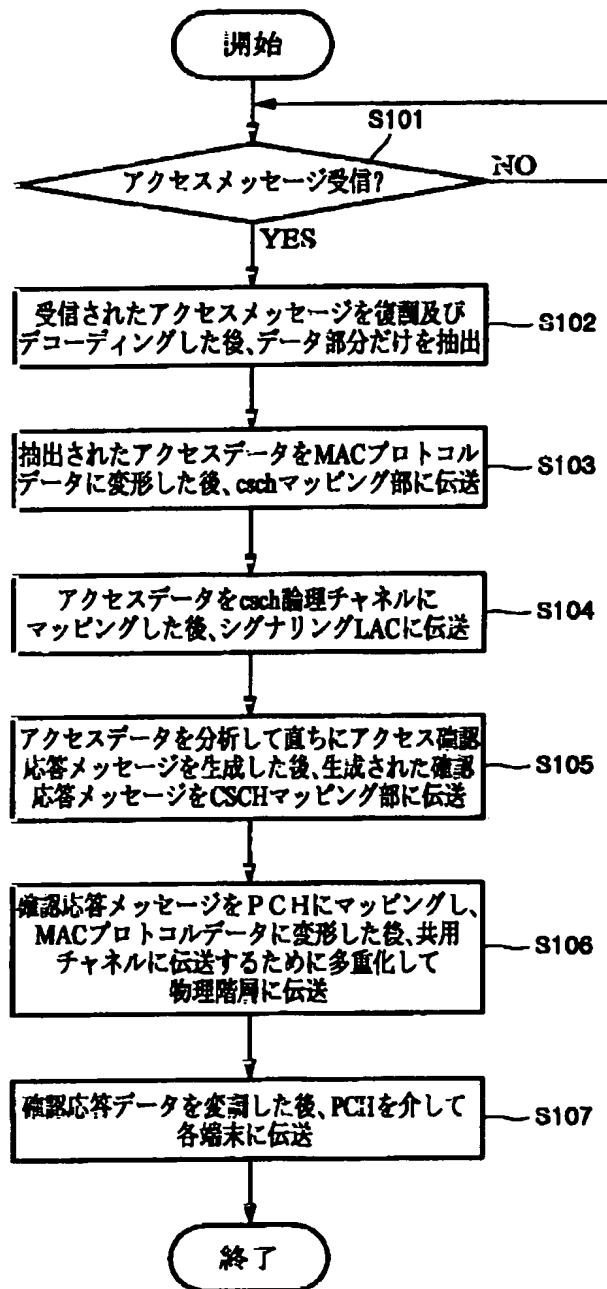 開始
S101
アクセスメッセージ受信?
NO
YES
受信されたアクセスメッセージを復調及び
デコーディングした後、データ部分だけを抽出
S102
抽出されたアクセスデータをMACプロトコル
データに変形した後、cschマッピング部に伝送
S103
アクセスデータをcsch論理チャネルに
マッピングした後、シグナリングLACに伝送
S104
アクセスデータを分析して直ちにアクセス確認
応答メッセージを生成した後、生成された確認
応答メッセージをCSCHマッピング部に伝送
S105
確認応答メッセージをPCHにマッピングし、
MACプロトコルデータに変形した後、共用
チャネルに伝送するために多重化して
物理階層に伝送
S106
確認応答データを変調した後、PCHを介して
各端末に伝送
S107
終了